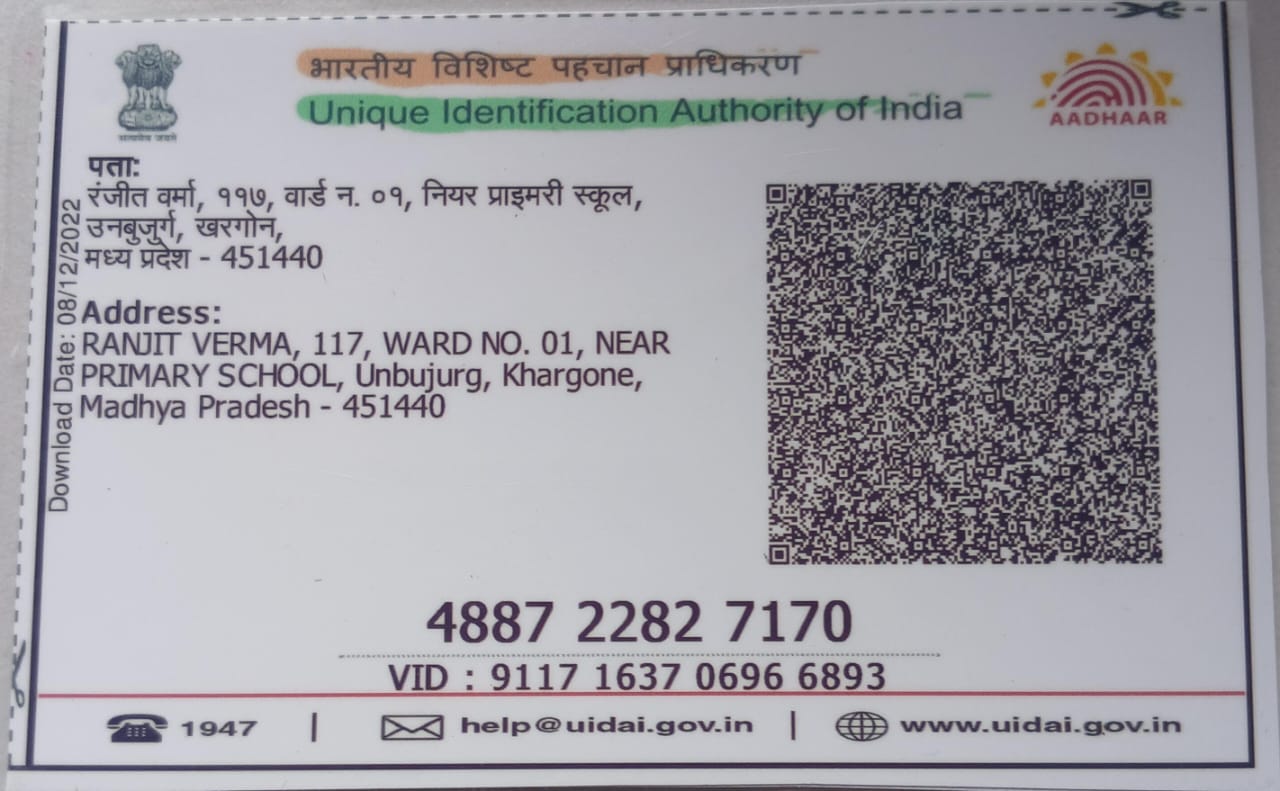 भारतीय विशिष्ट पहचान प्राधिकरण
Unique Identification Authority of India
AADHAAR
सत्यमेव जयते
पता:
रंजीत वर्मा, ११७, वार्ड न. ०१, नियर प्राइमरी स्कूल,
उनबुजुर्ग, खरगोन,
मध्य प्रदेश - 451440
Address:
RANJIT VERMA, 117, WARD NO. 01, NEAR
PRIMARY SCHOOL, Unbujurg, Khargone,
Madhya Pradesh - 451440
Download Date: 08/12/2022
4887 2282 7170
VID : 9117 1637 0696 6893
1947 | help@uidai.gov.in | www.uidai.gov.in